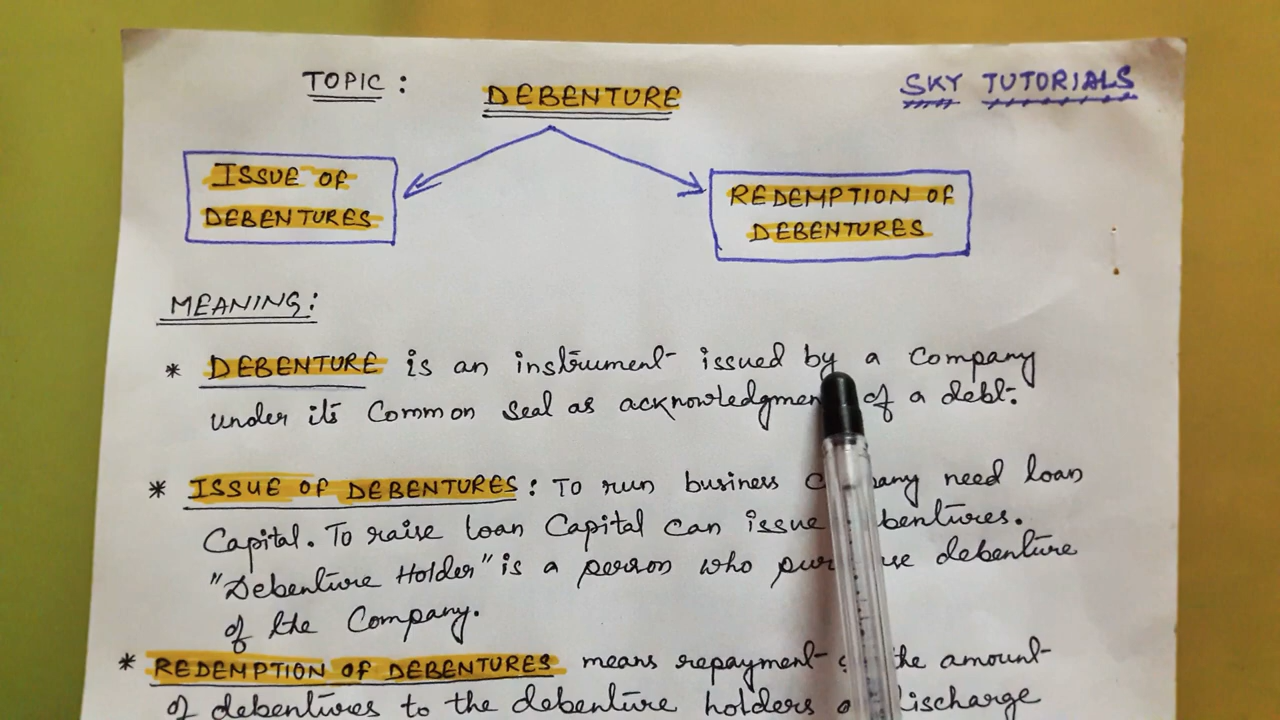 TOPIC :
DEBENTURE
SKY TUTORIALS
ISSUE OF
DEBENTURES
REDEMPTION OF
DEBENTURES
MEANING:
* DEBENTURE is an instrument issued by a Company
under its Common Seal as acknowledgmen of a debt.
* ISSUE OF DEBENTURES: To run business need loan
Capital. To raise loan Capital can issue
"Debenture Holder" is a person who debenture
of the Company.
* REDEMPTION OF DEBENTURES means repayment the amount
of debentures to the debenture holders